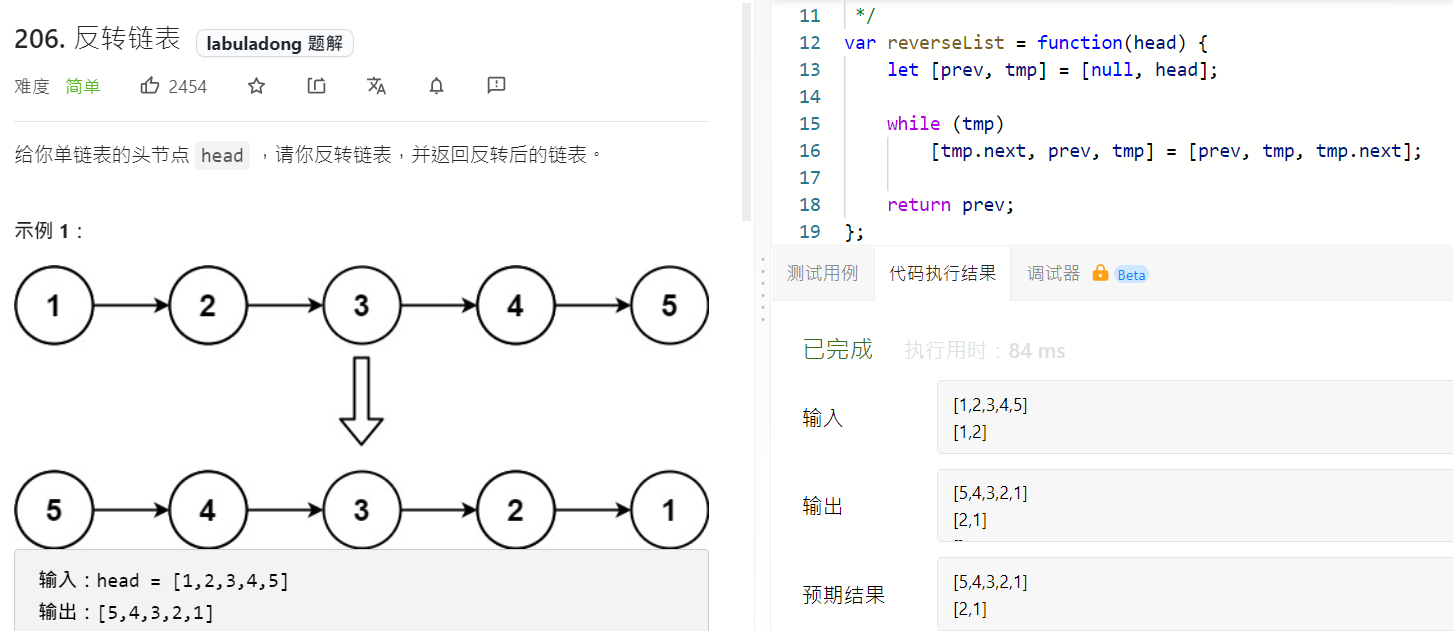 206. 反转链表 labuladong 题解
难度 简单 2454
给你单链表的头节点 head ，请你反转链表，并返回反转后的链表。
示例 1：
1 2 3 4 5
5 4 3 2 1
输入：head = [1,2,3,4,5]
输出：[5,4,3,2,1]
11 */
12 var reverseList = function(head) {
13 let [prev, tmp] = [null, head];
14
15 while (tmp)
16 [tmp.next, prev, tmp] = [prev, tmp, tmp.next];
17
18 return prev;
19 };
测试用例 代码执行结果 调试器 Beta
已完成 执行用时：84 ms
输入
[1,2,3,4,5]
[1,2]
输出
[5,4,3,2,1]
[2,1]
预期结果
[5,4,3,2,1]
[2,1]